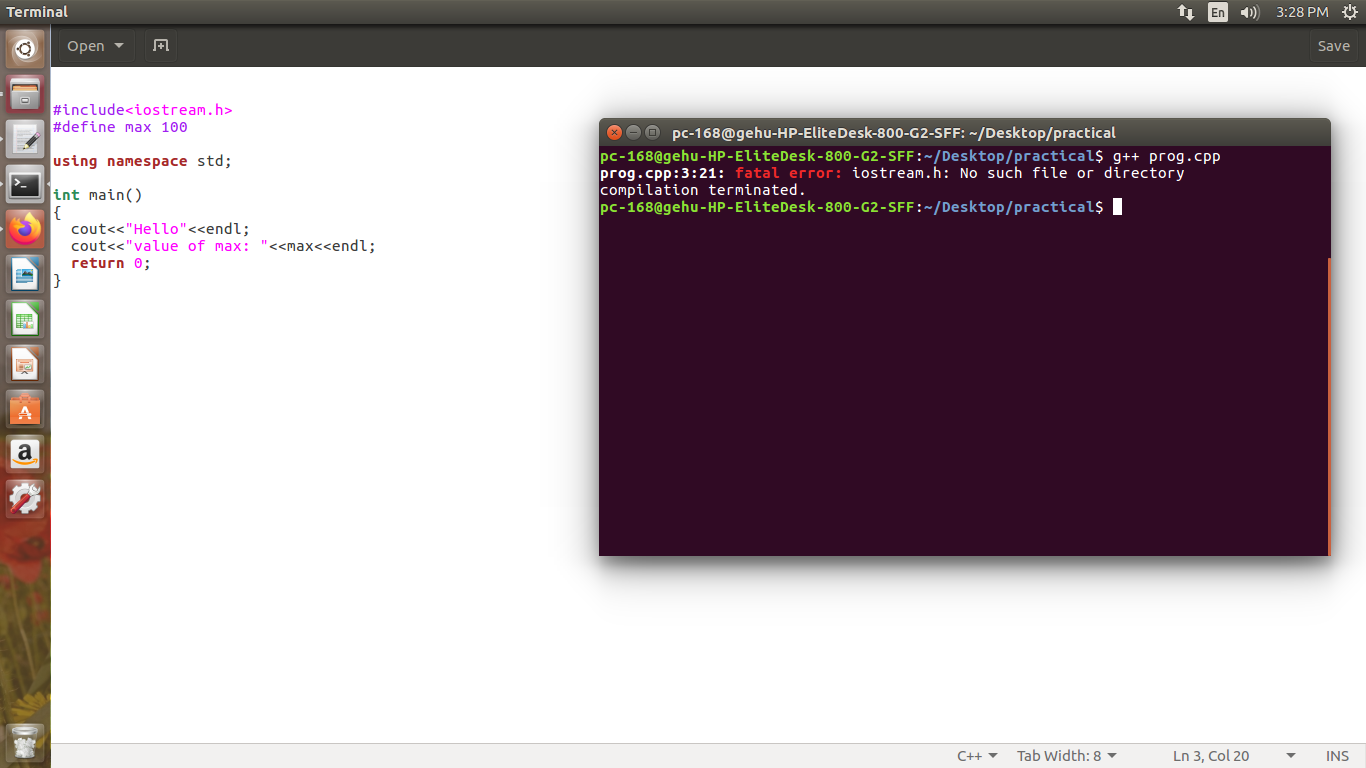 Terminal
En
3:28 PM
Open
Save
#include<iostream.h>
#define max 100
using namespace std;
int main()
{
  cout<<"Hello"<<endl;
  cout<<"value of max: "<<max<<endl;
  return 0;
}
pc-168@gehu-HP-EliteDesk-800-G2-SFF: ~/Desktop/practical
pc-168@gehu-HP-EliteDesk-800-G2-SFF:~/Desktop/practical$ g++ prog.cpp
prog.cpp:3:21: fatal error: iostream.h: No such file or directory
compilation terminated.
pc-168@gehu-HP-EliteDesk-800-G2-SFF:~/Desktop/practical$
C++
Tab Width: 8
Ln 3, Col 20
INS